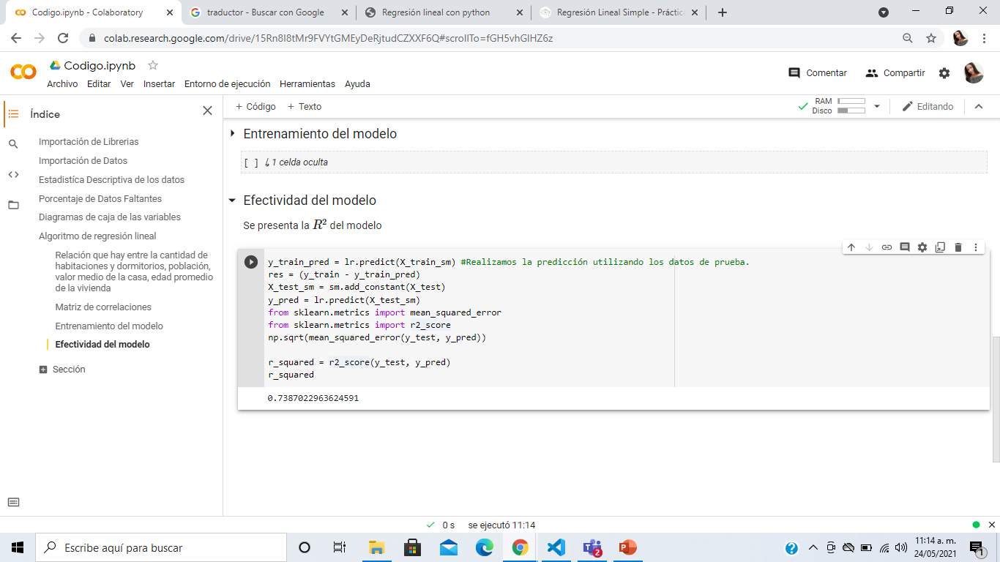 Codigo.ipynb - Colaboratory
traductor - Buscar con Google
Regresión lineal con python
Regresión Lineal Simple - Práctica
colab.research.google.com/drive/15Rn8I8tMr9FVYtGMEyDeRjtudCZXXF6Q#scrollTo=fGH5vhGlHZ6z
Codigo.ipynb
Archivo Editar Ver Insertar Entorno de ejecución Herramientas Ayuda
Comentar
Compartir
Índice
Importación de Librerias
Importación de Datos
Estadistíca Descriptiva de los datos
Porcentaje de Datos Faltantes
Diagramas de caja de las variables
Algoritmo de regresión lineal
Relación que hay entre la cantidad de
habitaciones y dormitorios, población,
valor medio de la casa, edad promedio
de la vivienda
Matriz de correlaciones
Entrenamiento del modelo
Efectividad del modelo
Sección
+ Código + Texto
RAM
Disco
Editando
Entrenamiento del modelo
[ ] ↳ 1 celda oculta
Efectividad del modelo
Se presenta la R² del modelo
y_train_pred = lr.predict(X_train_sm) #Realizamos la predicción utilizando los datos de prueba.
res = (y_train - y_train_pred)
X_test_sm = sm.add_constant(X_test)
y_pred = lr.predict(X_test_sm)
from sklearn.metrics import mean_squared_error
from sklearn.metrics import r2_score
np.sqrt(mean_squared_error(y_test, y_pred))
r_squared = r2_score(y_test, y_pred)
r_squared
0.7387022963624591
0 s se ejecutó 11:14
Escribe aquí para buscar
2
11:14 a. m.
24/05/2021
1